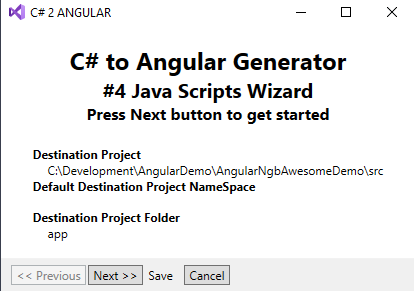 C# 2 ANGULAR
C# to Angular Generator
#4 Java Scripts Wizard
Press Next button to get started
Destination Project
C:\Development\AngularDemo\AngularNgbAwesomeDemo\src
Default Destination Project NameSpace
Destination Project Folder
app
<< Previous Next >> Save Cancel